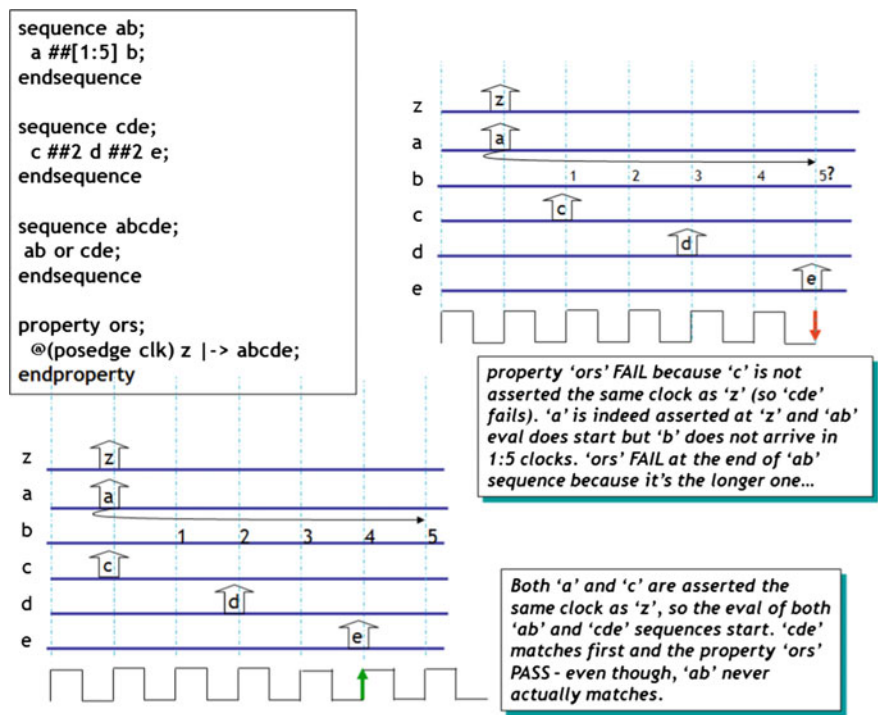 sequence ab;
a ##[1:5] b;
endsequence
sequence cde;
c ##2 d ##2 e;
endsequence
sequence abcde;
ab or cde;
endsequence
property ors;
@(posedge clk) z |-> abcde;
endproperty
z z
a a
b 1 2 3 4 5?
c c
d d
e e
property ‘ors’ FAIL because ‘c’ is not
asserted the same clock as ‘z’ (so ‘cde’
fails). ‘a’ is indeed asserted at ‘z’ and ‘ab’
eval does start but ‘b’ does not arrive in
1:5 clocks. ‘ors’ FAIL at the end of ‘ab’
sequence because it’s the longer one…
z z
a a
b 1 2 3 4 5
c c
d d
e e
Both ‘a’ and ‘c’ are asserted the
same clock as ‘z’, so the eval of both
‘ab’ and ‘cde’ sequences start. ‘cde’
matches first and the property ‘ors’
PASS – even though, ‘ab’ never
actually matches.